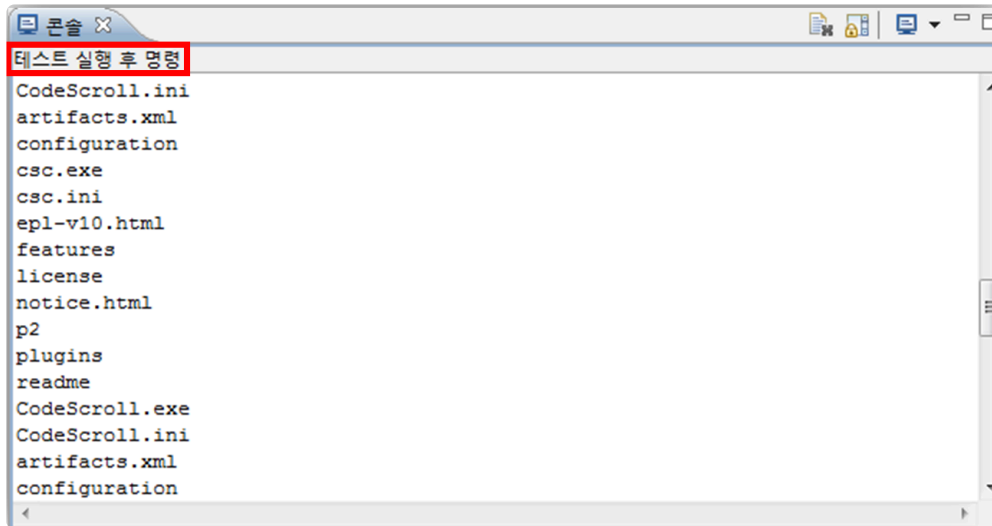 콘솔
테스트 실행 후 명령
CodeScroll.ini
artifacts.xml
configuration
csc.exe
csc.ini
epl-v10.html
features
license
notice.html
p2
plugins
readme
CodeScroll.exe
CodeScroll.ini
artifacts.xml
configuration